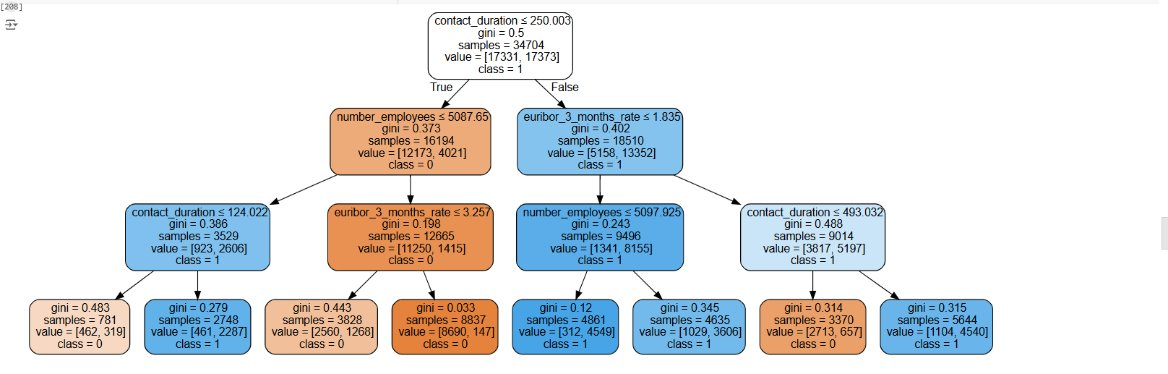 [208]
contact_duration ≤ 250.003
gini = 0.5
samples = 34704
value = [17331, 17373]
class = 1
True
False
number_employees ≤ 5087.65
gini = 0.373
samples = 16194
value = [12173, 4021]
class = 0
euribor_3_months_rate ≤ 1.835
gini = 0.402
samples = 18510
value = [5158, 13352]
class = 1
contact_duration ≤ 124.022
gini = 0.386
samples = 3529
value = [923, 2606]
class = 1
euribor_3_months_rate ≤ 3.257
gini = 0.198
samples = 12665
value = [11250, 1415]
class = 0
number_employees ≤ 5097.925
gini = 0.243
samples = 9496
value = [1341, 8155]
class = 1
contact_duration ≤ 493.032
gini = 0.488
samples = 9014
value = [3817, 5197]
class = 1
gini = 0.483
samples = 781
value = [462, 319]
class = 0
gini = 0.279
samples = 2748
value = [461, 2287]
class = 1
gini = 0.443
samples = 3828
value = [2560, 1268]
class = 0
gini = 0.033
samples = 8837
value = [8690, 147]
class = 0
gini = 0.12
samples = 4861
value = [312, 4549]
class = 1
gini = 0.345
samples = 4635
value = [1029, 3606]
class = 1
gini = 0.314
samples = 3370
value = [2713, 657]
class = 0
gini = 0.315
samples = 5644
value = [1104, 4540]
class = 1